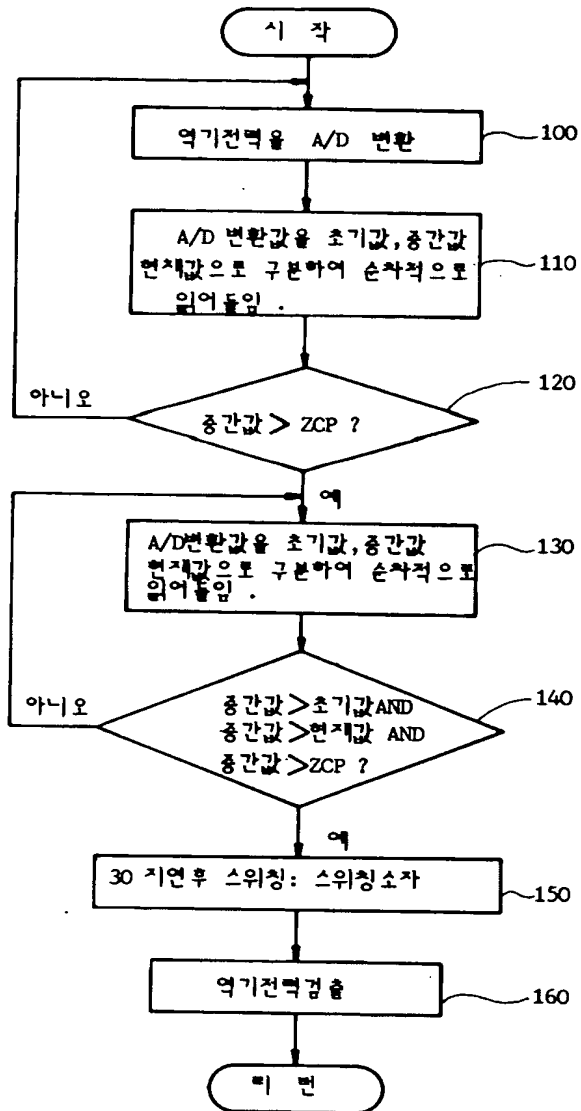 시 작
역기전력을 A/D 변환
100
A/D 변환값을 초기값,중간값
현재값으로 구분하여 순차적으로
읽어들임 .
110
아니오
중간값 > ZCP ?
120
예
A/D변환값을 초기값,중간값
현재값으로 구분하여 순차적으로
읽어들임 .
130
아니오
중간값>초기값AND
중간값>현재값 AND
중간값>ZCP ?
140
예
30 지연후 스위칭: 스위칭소자
150
역기전력검출
160
리 턴